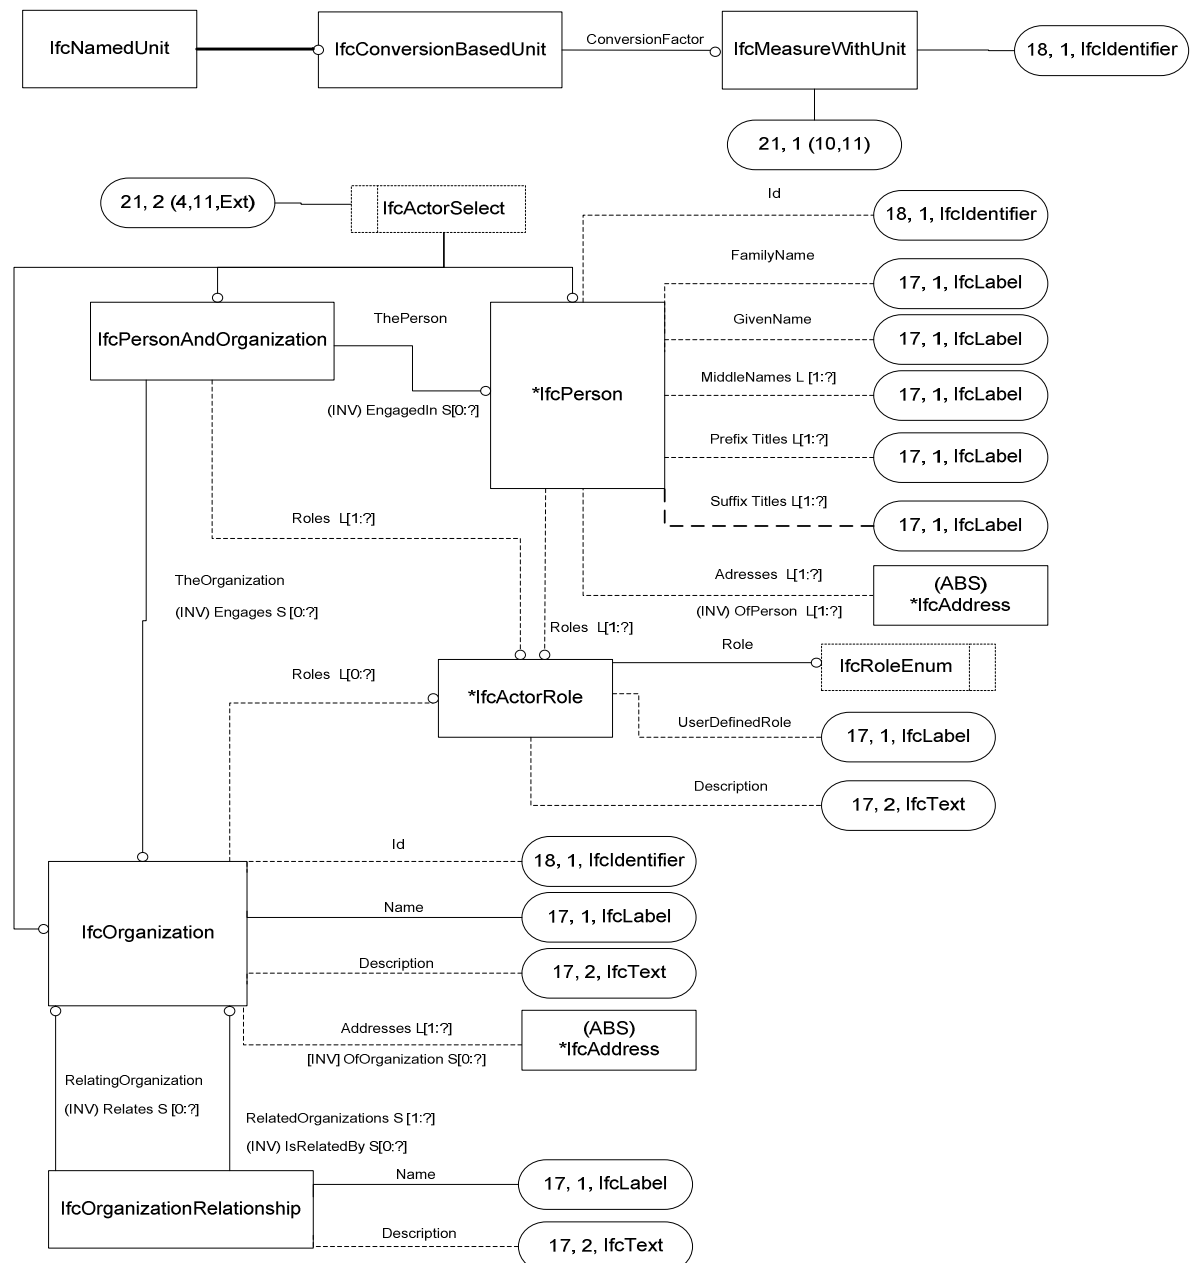 IfcNamedUnit
IfcConversionBasedUnit
ConversionFactor
IfcMeasureWithUnit
18, 1, IfcIdentifier
21, 1 (10,11)
21, 2 (4,11,Ext)
IfcActorSelect
Id
18, 1, IfcIdentifier
FamilyName
17, 1, IfcLabel
IfcPersonAndOrganization
ThePerson
(INV) EngagedIn S[0:?]
*IfcPerson
GivenName
17, 1, IfcLabel
MiddleNames L [1:?]
17, 1, IfcLabel
Prefix Titles L[1:?]
17, 1, IfcLabel
Suffix Titles L[1:?]
17, 1, IfcLabel
Roles L[1:?]
TheOrganization
(INV) Engages S [0:?]
Adresses L[1:?]
(INV) OfPerson L[1:?]
(ABS)
*IfcAddress
Roles L[1:?]
Role
IfcRoleEnum
Roles L[0:?]
*IfcActorRole
UserDefinedRole
17, 1, IfcLabel
Description
17, 2, IfcText
Id
18, 1, IfcIdentifier
Name
17, 1, IfcLabel
IfcOrganization
Description
17, 2, IfcText
Addresses L[1:?]
[INV] OfOrganization S[0:?]
(ABS)
*IfcAddress
RelatingOrganization
(INV) Relates S [0:?]
RelatedOrganizations S [1:?]
(INV) IsRelatedBy S[0:?]
Name
17, 1, IfcLabel
IfcOrganizationRelationship
Description
17, 2, IfcText